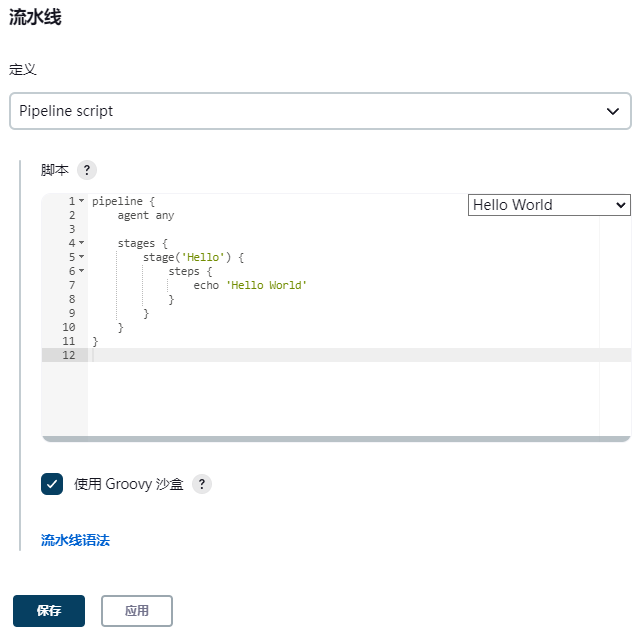 流水线
定义
Pipeline script
脚本 ?
Hello World
1 pipeline {
2     agent any
3
4     stages {
5         stage('Hello') {
6             steps {
7                 echo 'Hello World'
8             }
9         }
10     }
11 }
12
使用 Groovy 沙盒 ?
流水线语法
保存 应用